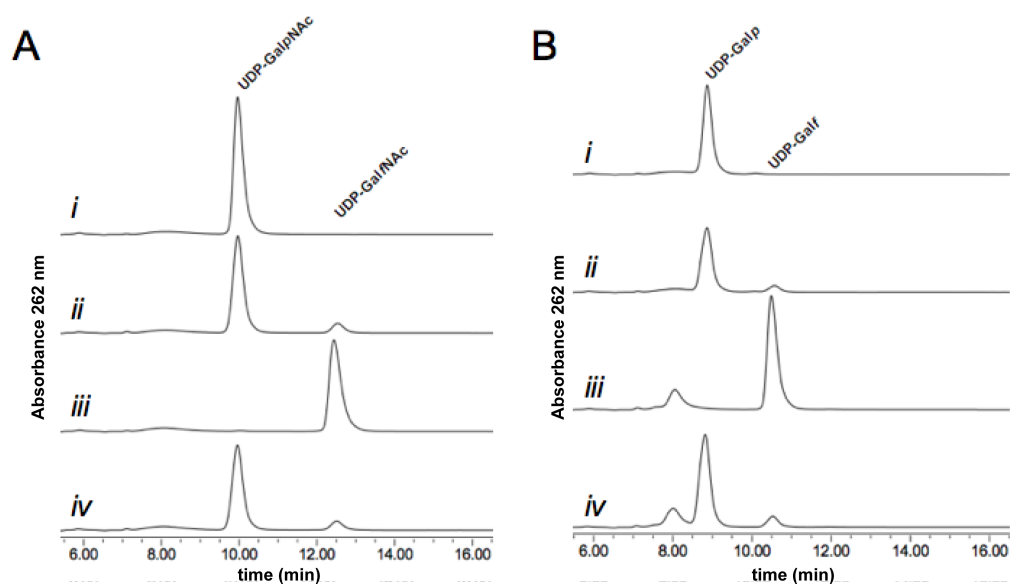 A
UDP-GalpNAc
UDP-GalfNAc
i
ii
iii
iv
Absorbance 262 nm
6.00 8.00 10.00 12.00 14.00 16.00
time (min)
B
UDP-Galp
UDP-Galf
i
ii
iii
iv
Absorbance 262 nm
6.00 8.00 10.00 12.00 14.00 16.00
time (min)